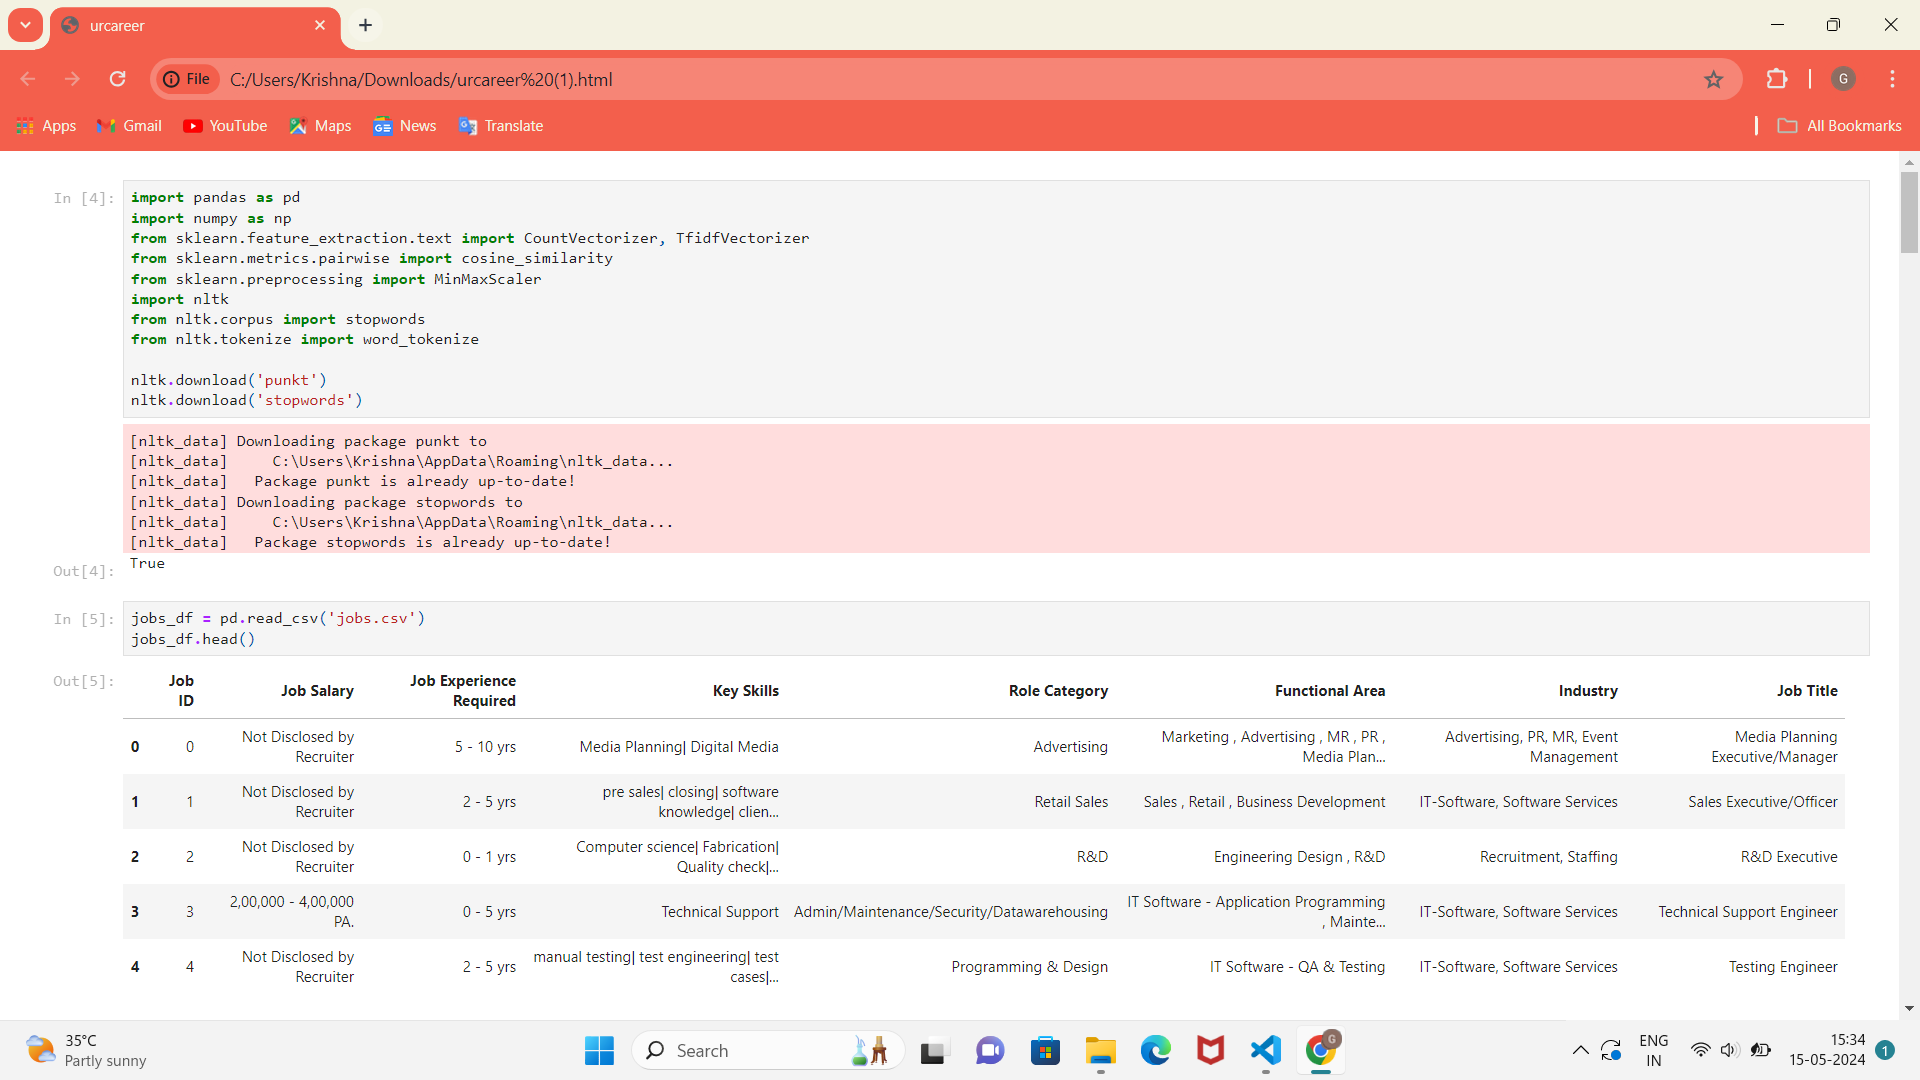 urcareer
File C:/Users/Krishna/Downloads/urcareer%20(1).html G
Apps Gmail YouTube Maps News Translate All Bookmarks
In [4]:
import pandas as pd
import numpy as np
from sklearn.feature_extraction.text import CountVectorizer, TfidfVectorizer
from sklearn.metrics.pairwise import cosine_similarity
from sklearn.preprocessing import MinMaxScaler
import nltk
from nltk.corpus import stopwords
from nltk.tokenize import word_tokenize
nltk.download('punkt')
nltk.download('stopwords')
[nltk_data] Downloading package punkt to
[nltk_data]     C:\Users\Krishna\AppData\Roaming\nltk_data...
[nltk_data]   Package punkt is already up-to-date!
[nltk_data] Downloading package stopwords to
[nltk_data]     C:\Users\Krishna\AppData\Roaming\nltk_data...
[nltk_data]   Package stopwords is already up-to-date!
Out[4]: True
In [5]:
jobs_df = pd.read_csv('jobs.csv')
jobs_df.head()
Out[5]:
Job ID Job Salary Job Experience Required Key Skills Role Category Functional Area Industry Job Title
0 0 Not Disclosed by Recruiter 5 - 10 yrs Media Planning| Digital Media Advertising Marketing , Advertising , MR , PR , Media Plan... Advertising, PR, MR, Event Management Media Planning Executive/Manager
1 1 Not Disclosed by Recruiter 2 - 5 yrs pre sales| closing| software knowledge| clien... Retail Sales Sales , Retail , Business Development IT-Software, Software Services Sales Executive/Officer
2 2 Not Disclosed by Recruiter 0 - 1 yrs Computer science| Fabrication| Quality check|... R&D Engineering Design , R&D Recruitment, Staffing R&D Executive
3 3 2,00,000 - 4,00,000 PA. 0 - 5 yrs Technical Support Admin/Maintenance/Security/Datawarehousing IT Software - Application Programming , Mainte... IT-Software, Software Services Technical Support Engineer
4 4 Not Disclosed by Recruiter 2 - 5 yrs manual testing| test engineering| test cases|... Programming & Design IT Software - QA & Testing IT-Software, Software Services Testing Engineer
35°C
Partly sunny
Search
G
ENG
IN
15:34
15-05-2024
1